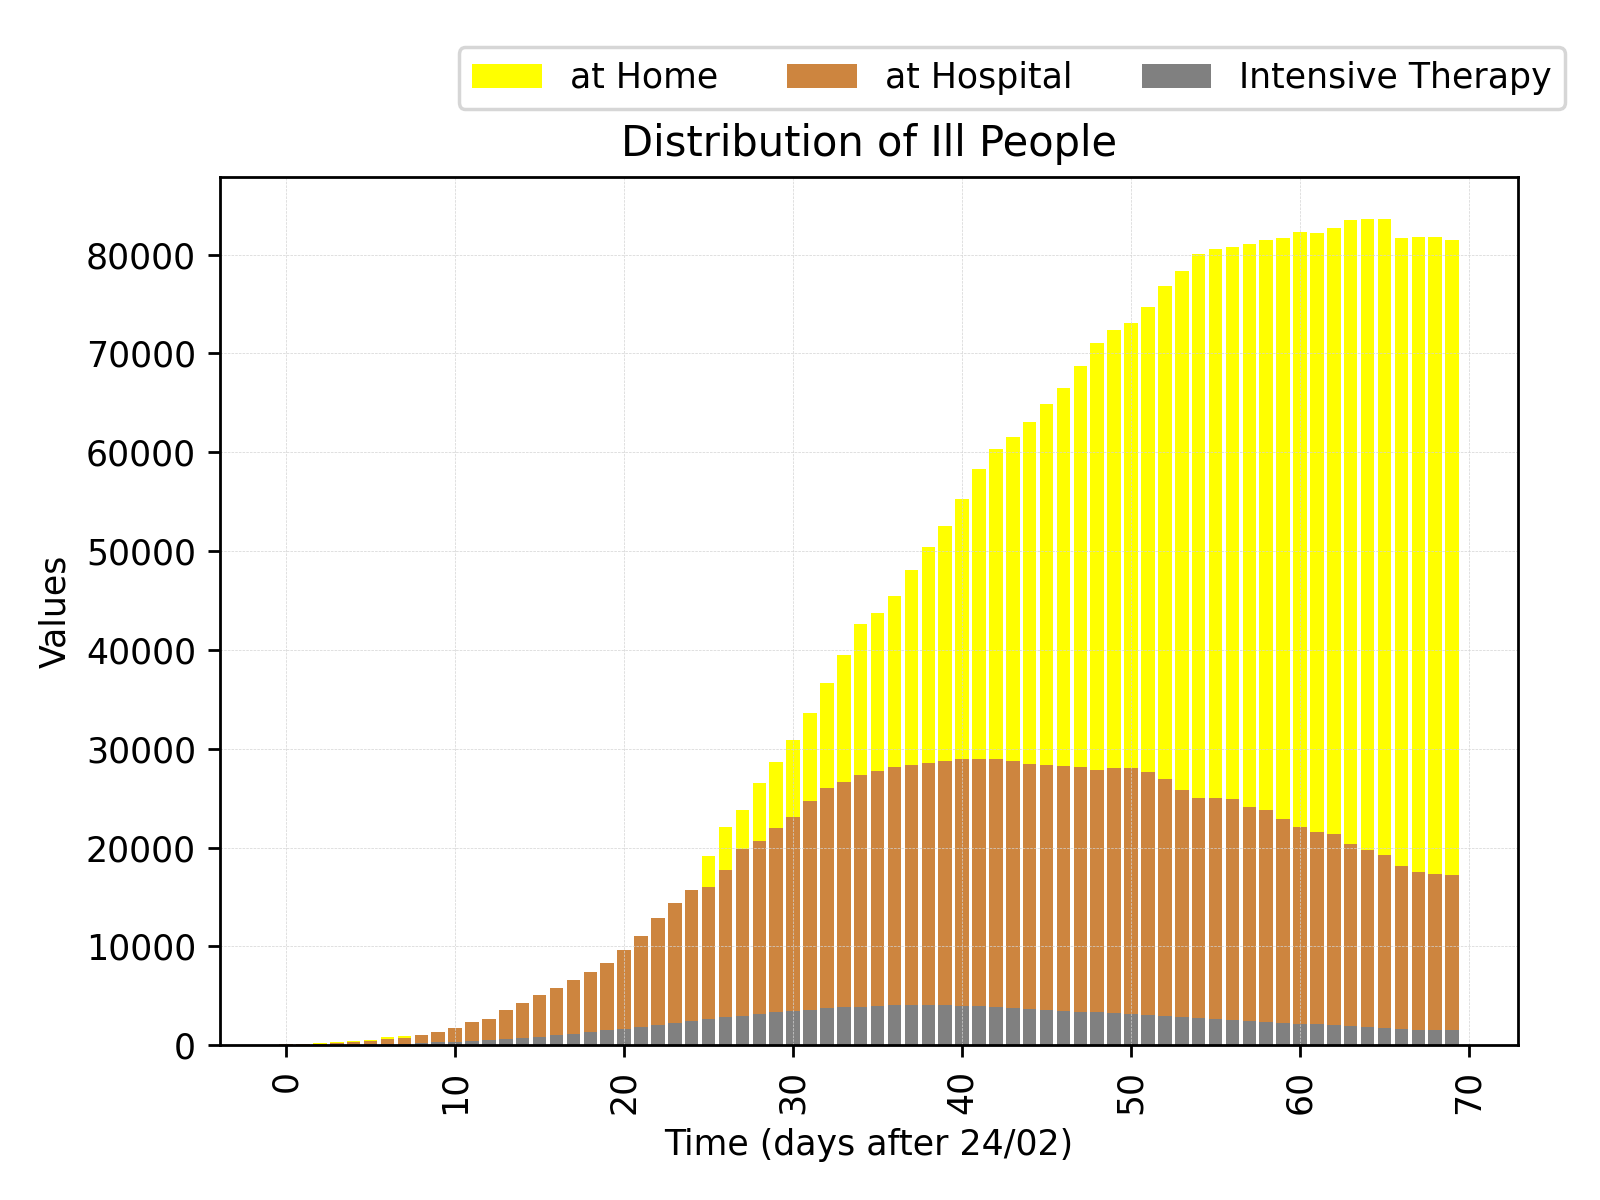 at Home at Hospital Intensive Therapy
Distribution of Ill People
80000
70000
60000
50000
40000
30000
20000
10000
0
Values
0 10 20 30 40 50 60 70
Time (days after 24/02)